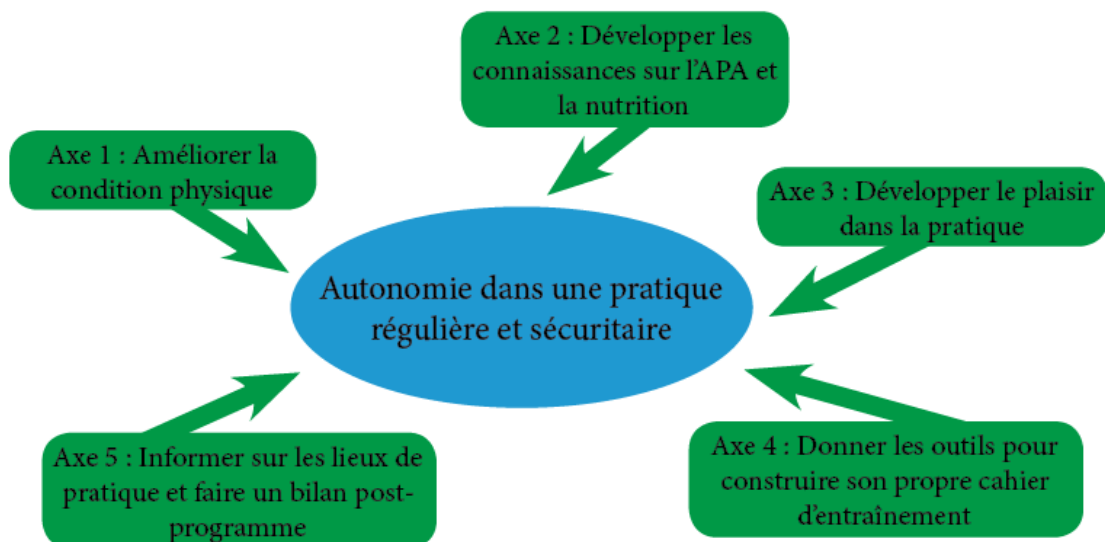 Axe 2 : Développer les
connaissances sur l'APA et
la nutrition
Axe 1 : Améliorer la
condition physique
Axe 3 : Développer le plaisir
dans la pratique
Autonomie dans une pratique
régulière et sécuritaire
Axe 5 : Informer sur les lieux de
pratique et faire un bilan post-
programme
Axe 4 : Donner les outils pour
construire son propre cahier
d'entraînement